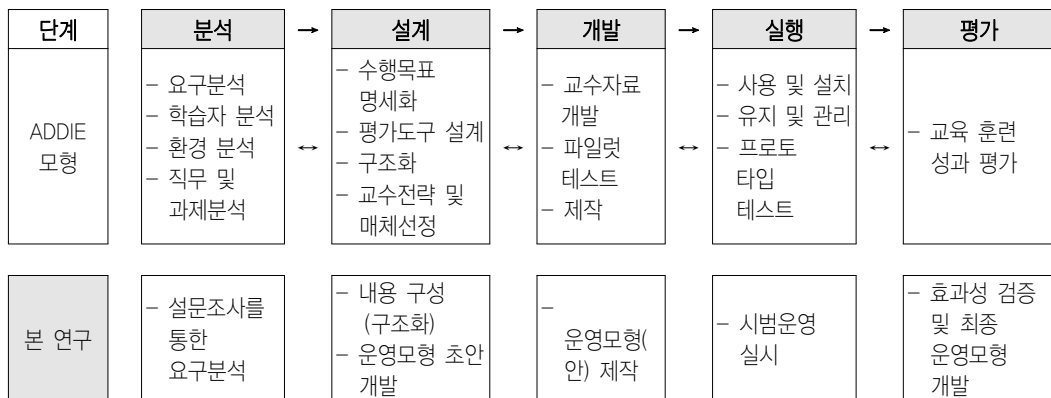 단계
분석 → 설계 → 개발 → 실행 → 평가
ADDIE
모형
– 요구분석
– 학습자 분석
– 환경 분석
– 직무 및
과제분석
↔
– 수행목표
명세화
– 평가도구 설계
– 구조화
– 교수전략 및
매체선정
↔
– 교수자료
개발
– 파일럿
테스트
– 제작
↔
– 사용 및 설치
– 유지 및 관리
– 프로토
타입
테스트
↔
– 교육 훈련
성과 평가
본 연구
– 설문조사를
통한
요구분석
– 내용 구성
(구조화)
– 운영모형 초안
개발
–
운영모형(
안) 제작
– 시범운영
실시
– 효과성 검증
및 최종
운영모형
개발